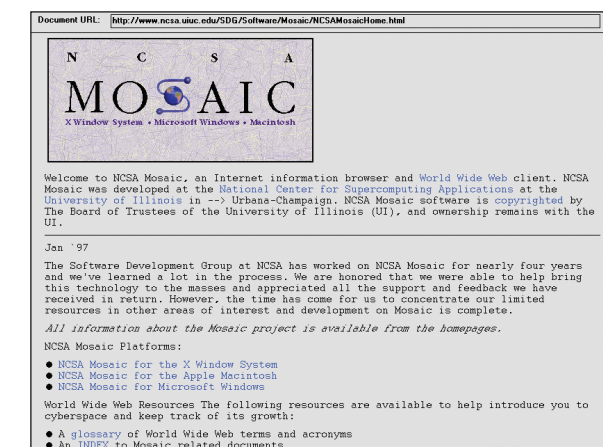 Document URL: http://www.ncsa.uiuc.edu/SDG/Software/Mosaic/NCSAMosaicHome.html
N C S A
MOSAIC
X Window System • Microsoft Windows • Macintosh
Welcome to NCSA Mosaic, an Internet information browser and World Wide Web client. NCSA
Mosaic was developed at the National Center for Supercomputing Applications at the
University of Illinois in --> Urbana-Champaign. NCSA Mosaic software is copyrighted by
The Board of Trustees of the University of Illinois (UI), and ownership remains with the
UI.
Jan `97
The Software Development Group at NCSA has worked on NCSA Mosaic for nearly four years
and we've learned a lot in the process. We are honored that we were able to help bring
this technology to the masses and appreciated all the support and feedback we have
received in return. However, the time has come for us to concentrate our limited
resources in other areas of interest and development on Mosaic is complete.
All information about the Mosaic project is available from the homepages.
NCSA Mosaic Platforms:
● NCSA Mosaic for the X Window System
● NCSA Mosaic for the Apple Macintosh
● NCSA Mosaic for Microsoft Windows
World Wide Web Resources The following resources are available to help introduce you to
cyberspace and keep track of its growth:
● A glossary of World Wide Web terms and acronyms
● An INDEX to Mosaic related documents